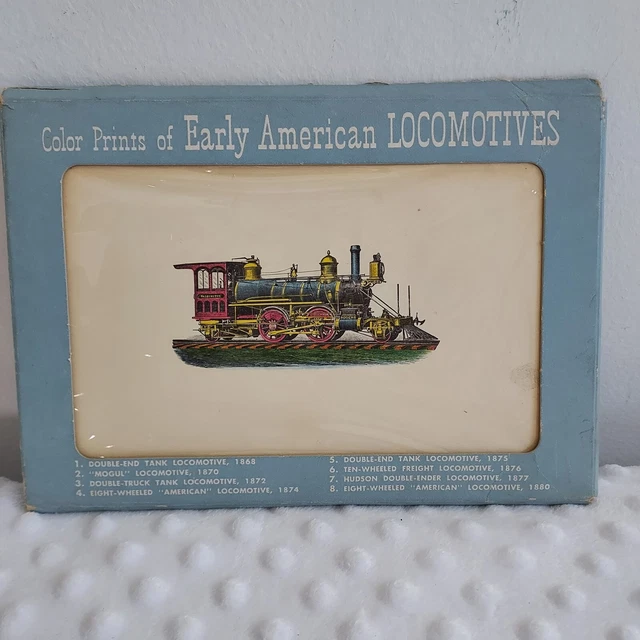 Color Prints of Early American LOCOMOTIVES
1. DOUBLE-END TANK LOCOMOTIVE, 1868
2. "MOGUL" LOCOMOTIVE, 1870
3. DOUBLE-TRUCK TANK LOCOMOTIVE, 1872
4. EIGHT-WHEELED "AMERICAN" LOCOMOTIVE, 1874
5. DOUBLE-END TANK LOCOMOTIVE, 1875
6. TEN-WHEELED FREIGHT LOCOMOTIVE, 1876
7. HUDSON DOUBLE-ENDER LOCOMOTIVE, 1877
8. EIGHT-WHEELED "AMERICAN" LOCOMOTIVE, 1880